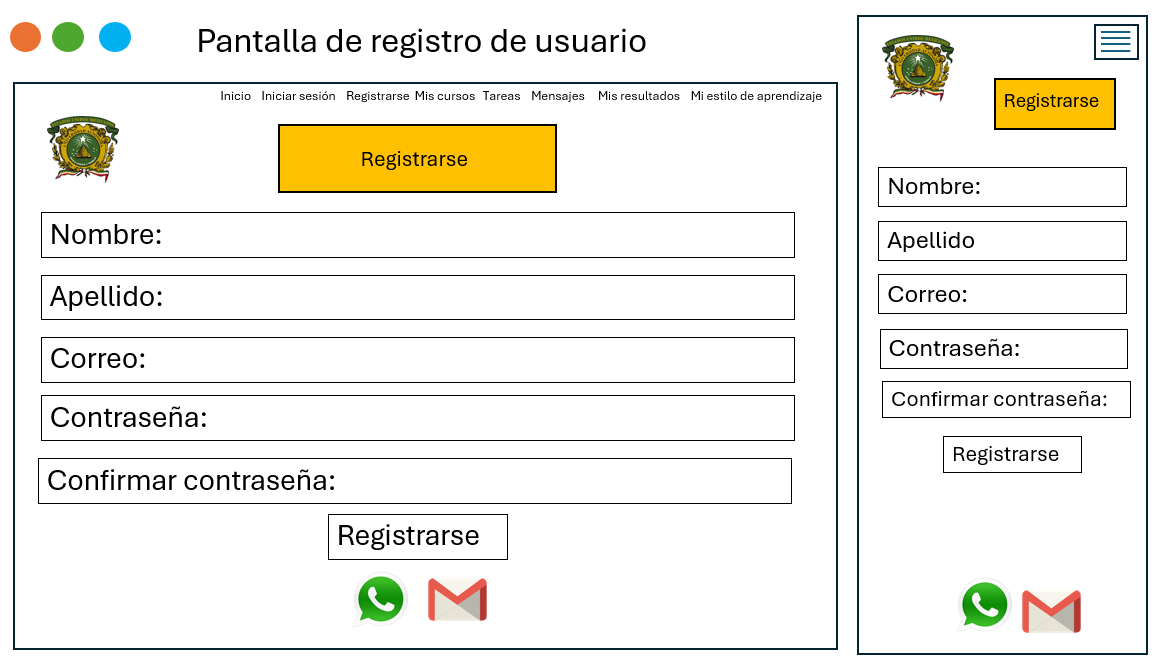 Pantalla de registro de usuario
Inicio Iniciar sesión Registrarse Mis cursos Tareas Mensajes Mis resultados Mi estilo de aprendizaje
Registrarse
Nombre:
Apellido:
Correo:
Contraseña:
Confirmar contraseña:
Registrarse
Registrarse
Nombre:
Apellido
Correo:
Contraseña:
Confirmar contraseña:
Registrarse